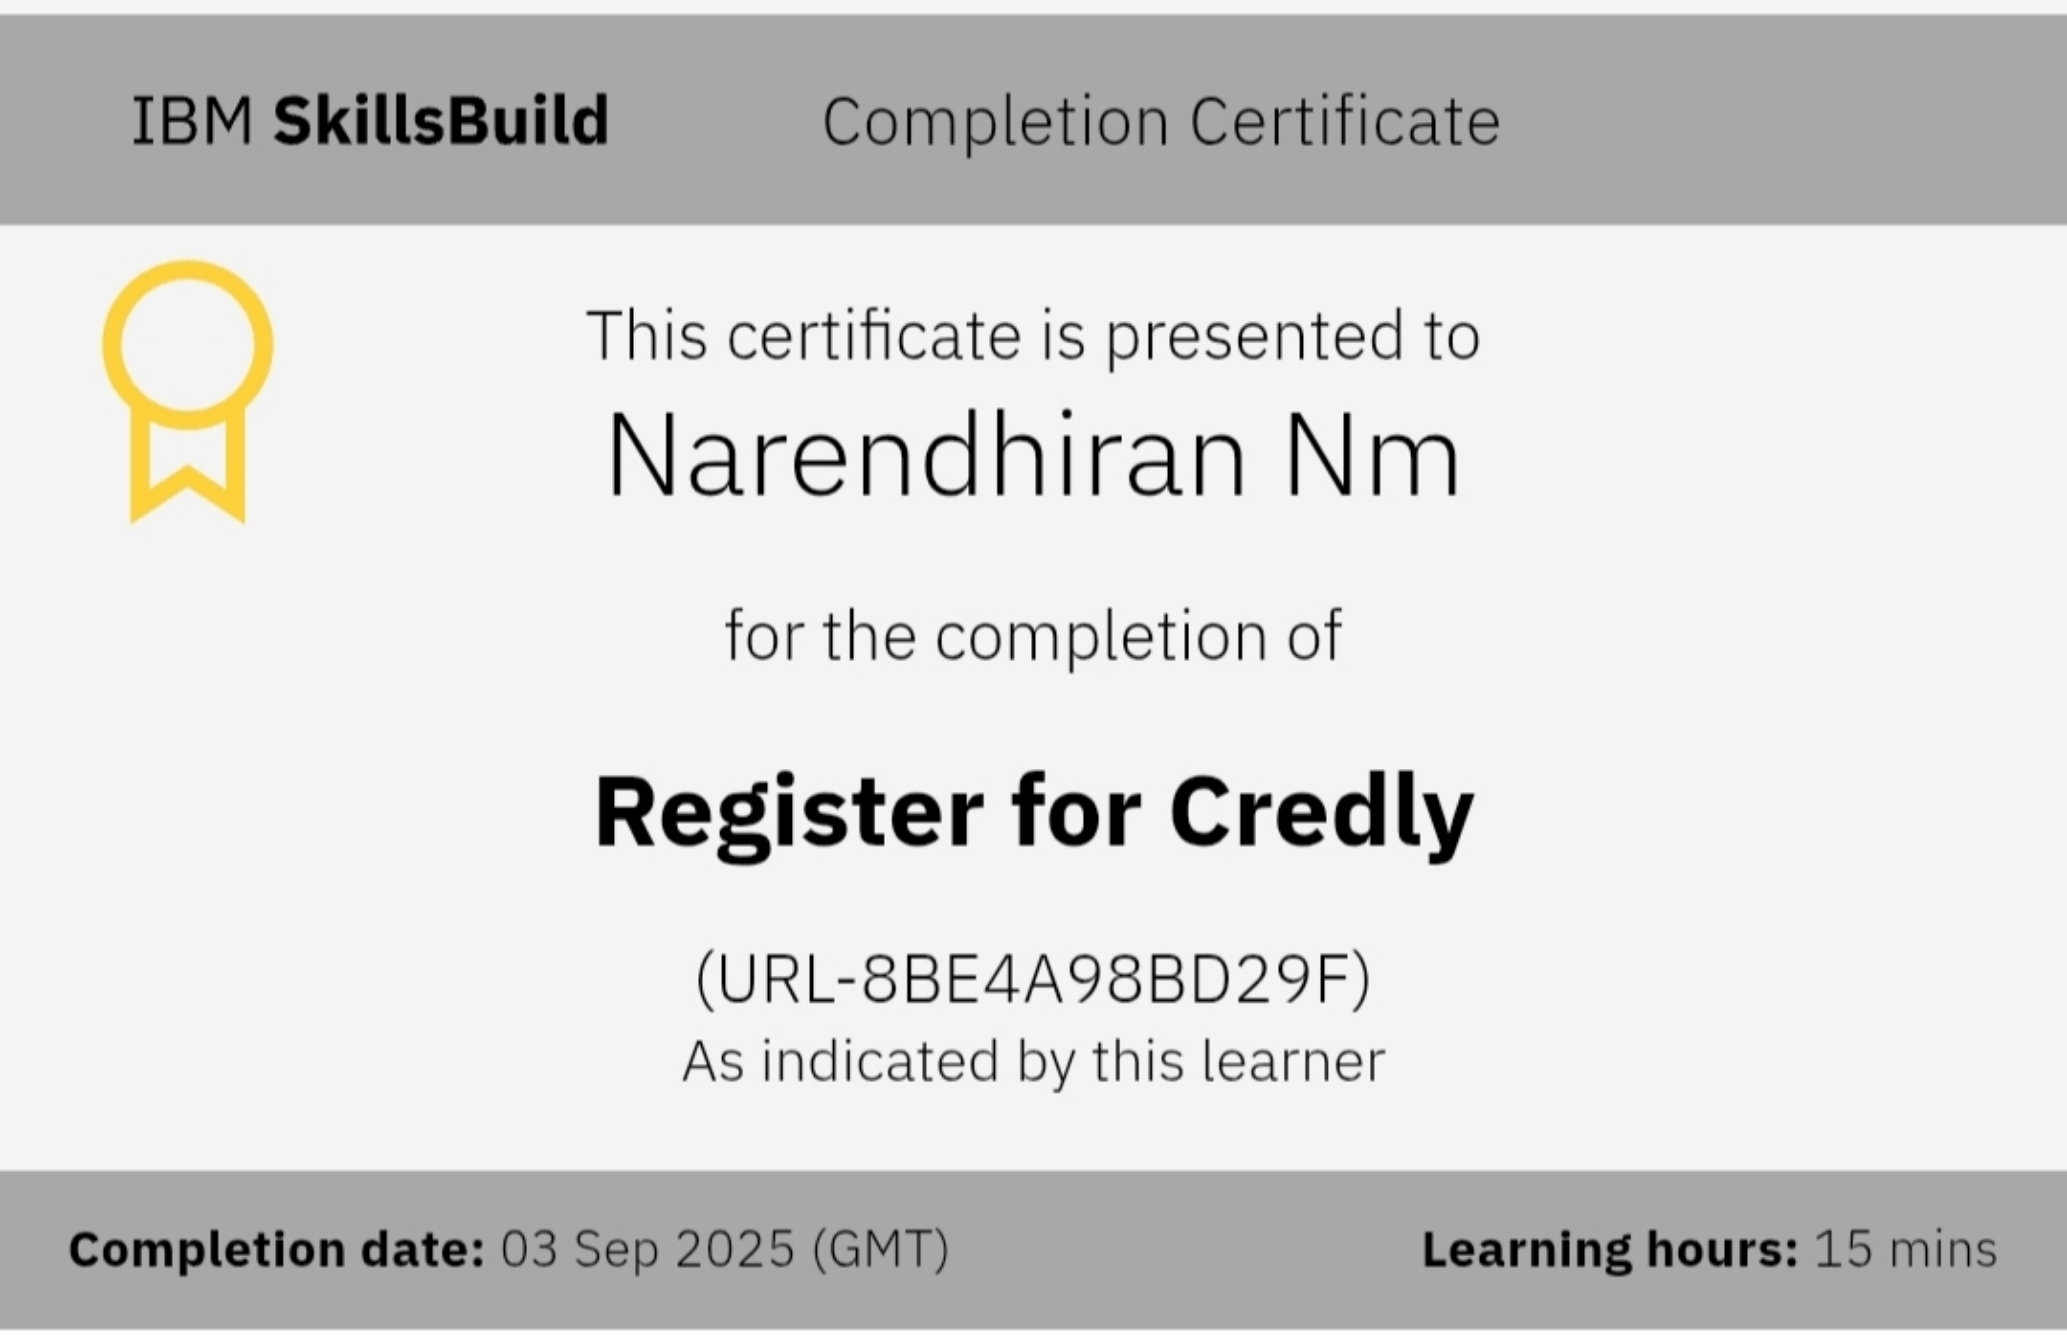 IBM SkillsBuild
Completion Certificate
This certificate is presented to
Narendhiran Nm
for the completion of
Register for Credly
(URL-8BE4A98BD29F)
As indicated by this learner
Completion date: 03 Sep 2025 (GMT)
Learning hours: 15 mins